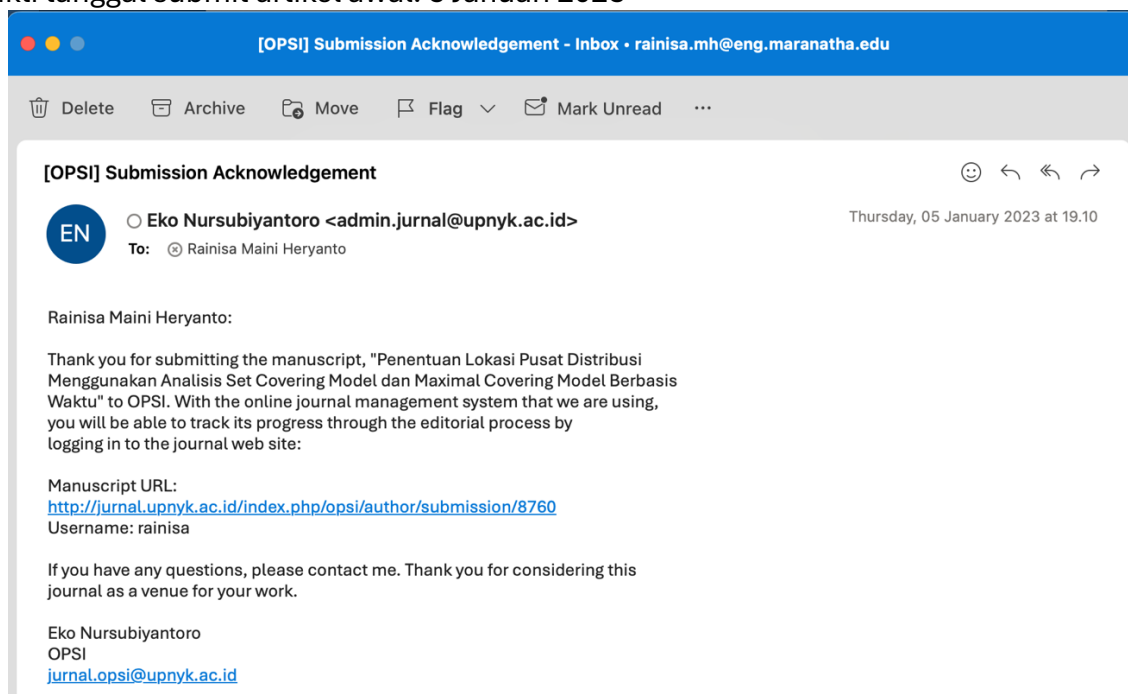 tanggal submit artikel awal: 5 Januari 2023
[OPSI] Submission Acknowledgement - Inbox • rainisa.mh@eng.maranatha.edu
Delete Archive Move Flag Mark Unread ...
[OPSI] Submission Acknowledgement
EN
Eko Nursubiyantoro <admin.jurnal@upnyk.ac.id>
Thursday, 05 January 2023 at 19.10
To: Rainisa Maini Heryanto
Rainisa Maini Heryanto:
Thank you for submitting the manuscript, "Penentuan Lokasi Pusat Distribusi
Menggunakan Analisis Set Covering Model dan Maximal Covering Model Berbasis
Waktu" to OPSI. With the online journal management system that we are using,
you will be able to track its progress through the editorial process by
logging in to the journal web site:
Manuscript URL:
http://jurnal.upnyk.ac.id/index.php/opsi/author/submission/8760
Username: rainisa
If you have any questions, please contact me. Thank you for considering this
journal as a venue for your work.
Eko Nursubiyantoro
OPSI
jurnal.opsi@upnyk.ac.id